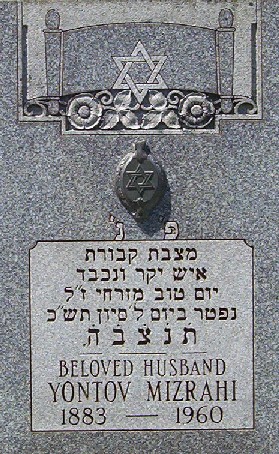 פ נ
מצבת קבורת
איש יקר ונכבד
יום טוב מזרחי ז״ל
נפטר ביום ל׳סיון תש״כ
תנצבה
BELOVED HUSBAND
YONTOV MIZRAHI
1883 — 1960